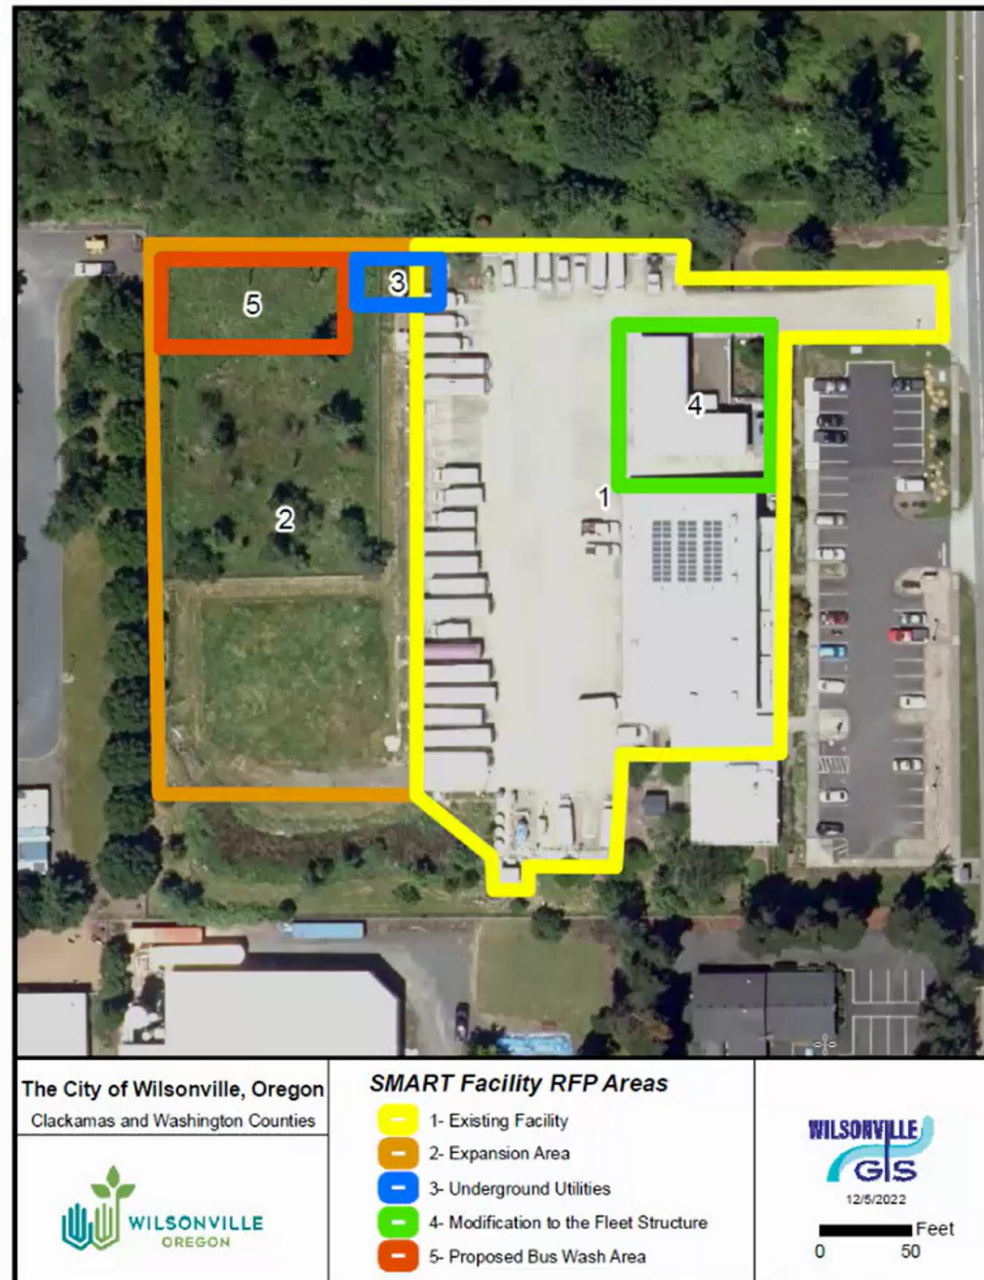 5
3
4
1
2
The City of Wilsonville, Oregon
Clackamas and Washington Counties
WILSONVILLE
OREGON
SMART Facility RFP Areas
1- Existing Facility
2- Expansion Area
3- Underground Utilities
4- Modification to the Fleet Structure
5- Proposed Bus Wash Area
WILSONVILLE
GIS
12/5/2022
Feet
0 50